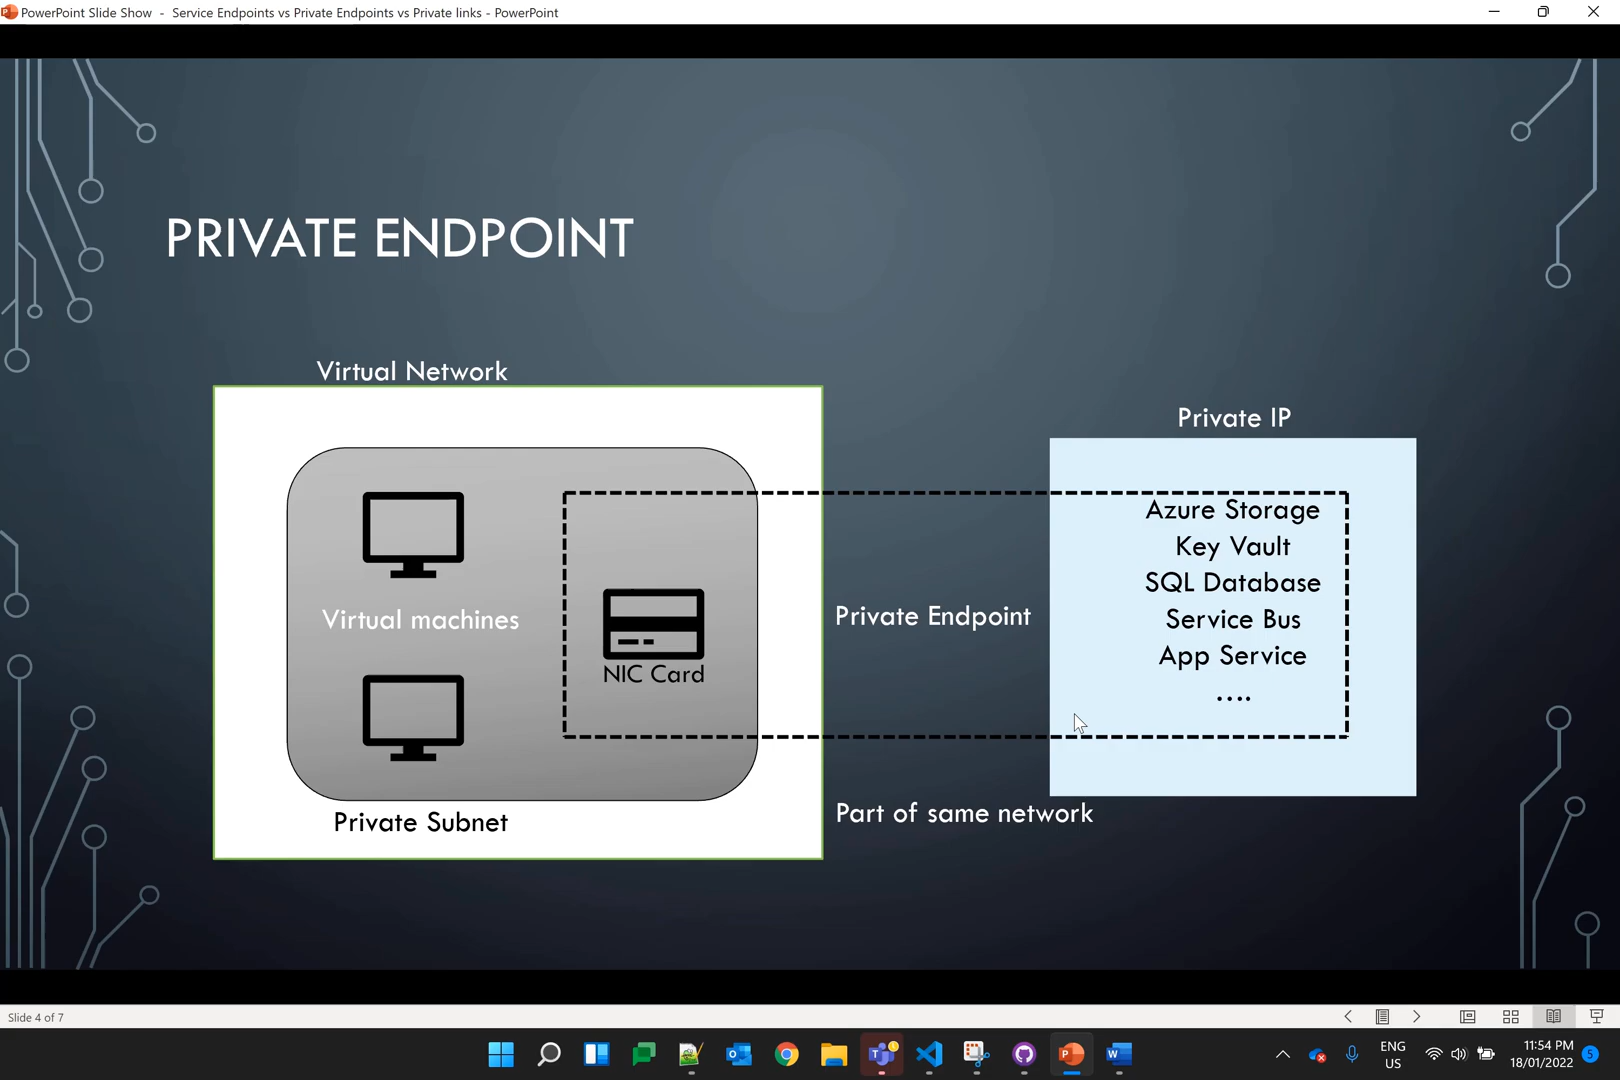 PowerPoint Slide Show - Service Endpoints vs Private Endpoints vs Private links - PowerPoint
PRIVATE ENDPOINT
Virtual Network
Private IP
Azure Storage
Key Vault
SQL Database
Service Bus
App Service
....
Virtual machines
NIC Card
Private Endpoint
Private Subnet
Part of same network
Slide 4 of 7
ENG
US
11:54 PM
18/01/2022
5